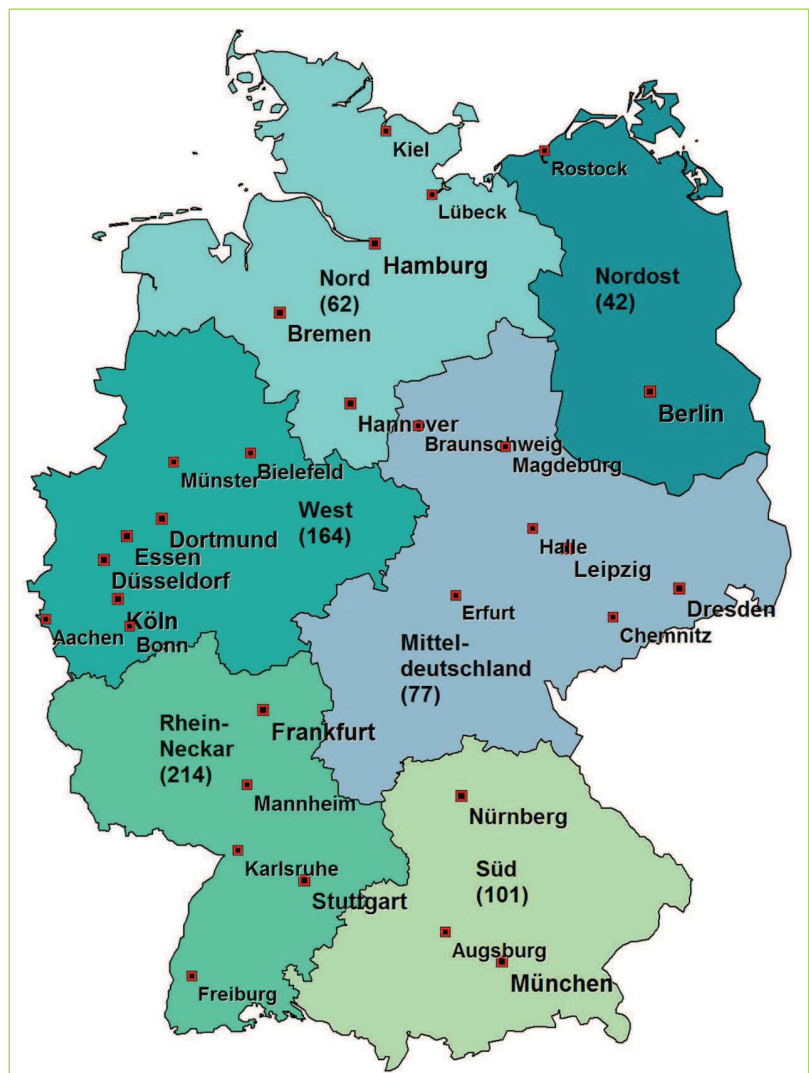 Kiel
Rostock
Lübeck
Hamburg
Nord
(62)
Nordost
(42)
Bremen
Berlin
Hannover
Braunschweig
Magdeburg
Bielefeld
Münster
West
(164)
Dortmund
Essen
Düsseldorf
Köln
Aachen
Bonn
Halle
Leipzig
Erfurt
Dresden
Chemnitz
Mittel-
deutschland
(77)
Rhein-
Neckar
(214)
Frankfurt
Mannheim
Nürnberg
Karlsruhe
Stuttgart
Süd
(101)
Augsburg
München
Freiburg